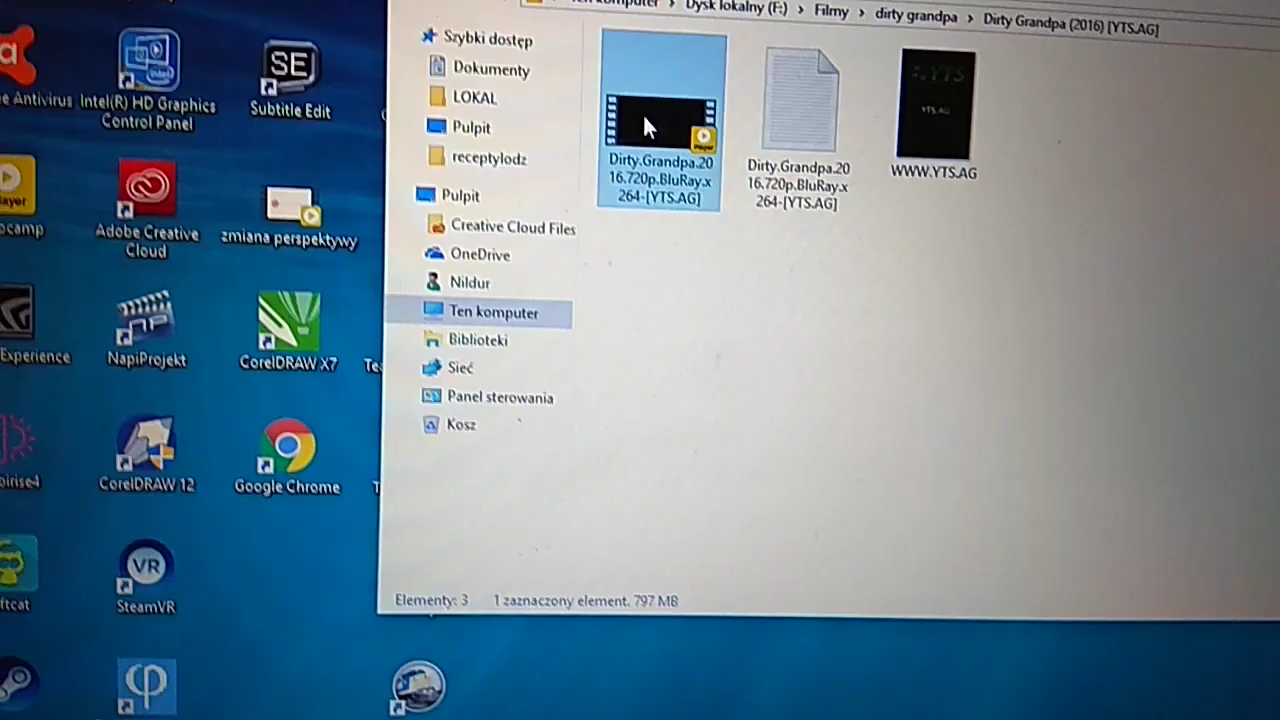 Dysk lokalny (F:) > Filmy > dirty grandpa > Dirty Grandpa (2016) [YTS.AG]
Szybki dostęp
Dokumenty
LOKAL
Pulpit
receptylodz
Pulpit
Creative Cloud Files
OneDrive
Nildur
Ten komputer
Biblioteki
Sieć
Panel sterowania
Kosz
Dirty.Grandpa.20
16.720p.BluRay.x
264-[YTS.AG]
Dirty.Grandpa.20
16.720p.BluRay.x
264-[YTS.AG]
YTS
YTS.AG
WWW.YTS.AG
Elementy: 3 1 zaznaczony element. 797 MB
Antivirus
Intel(R) HD Graphics
Control Panel
SE
Subtitle Edit
Adobe Creative
Cloud
zmiana perspektywy
Experience
NapiProjekt
CorelDRAW X7
CorelDRAW 12
Google Chrome
VR
SteamVR